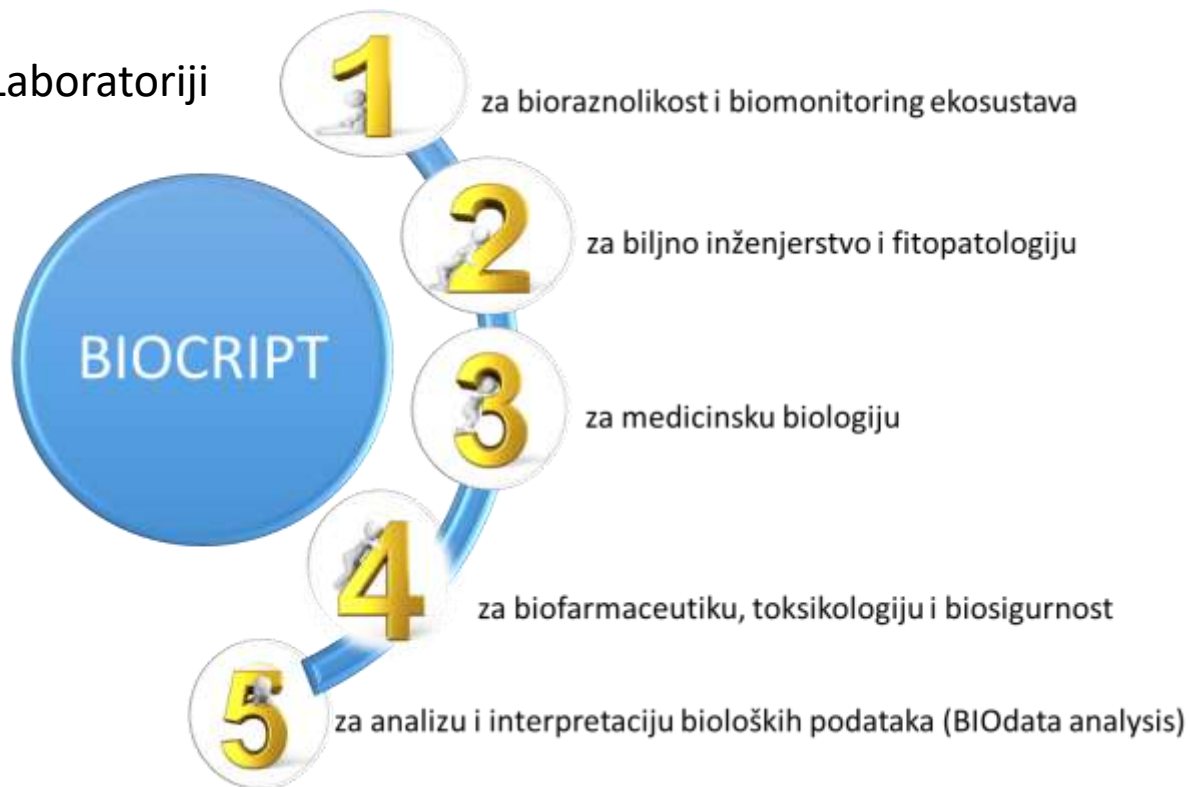 Laboratoriji
1
za bioraznolikost i biomonitoring ekosustava
2
za biljno inženjerstvo i fitopatologiju
BIOCRIPT
3
za medicinsku biologiju
4
za biofarmaceutiku, toksikologiju i biosigurnost
5
za analizu i interpretaciju bioloških podataka (BIOdata analysis)